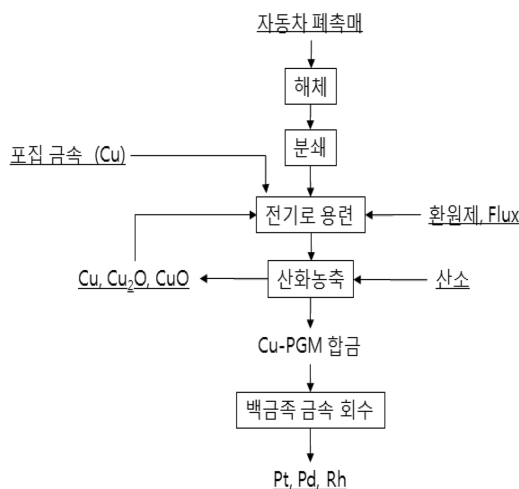 자동차 폐촉매
해체
분쇄
포집 금속 (Cu)
전기로 용련
환원제, Flux
Cu, Cu₂O, CuO
산화농축
산소
Cu-PGM 합금
백금족 금속 회수
Pt, Pd, Rh